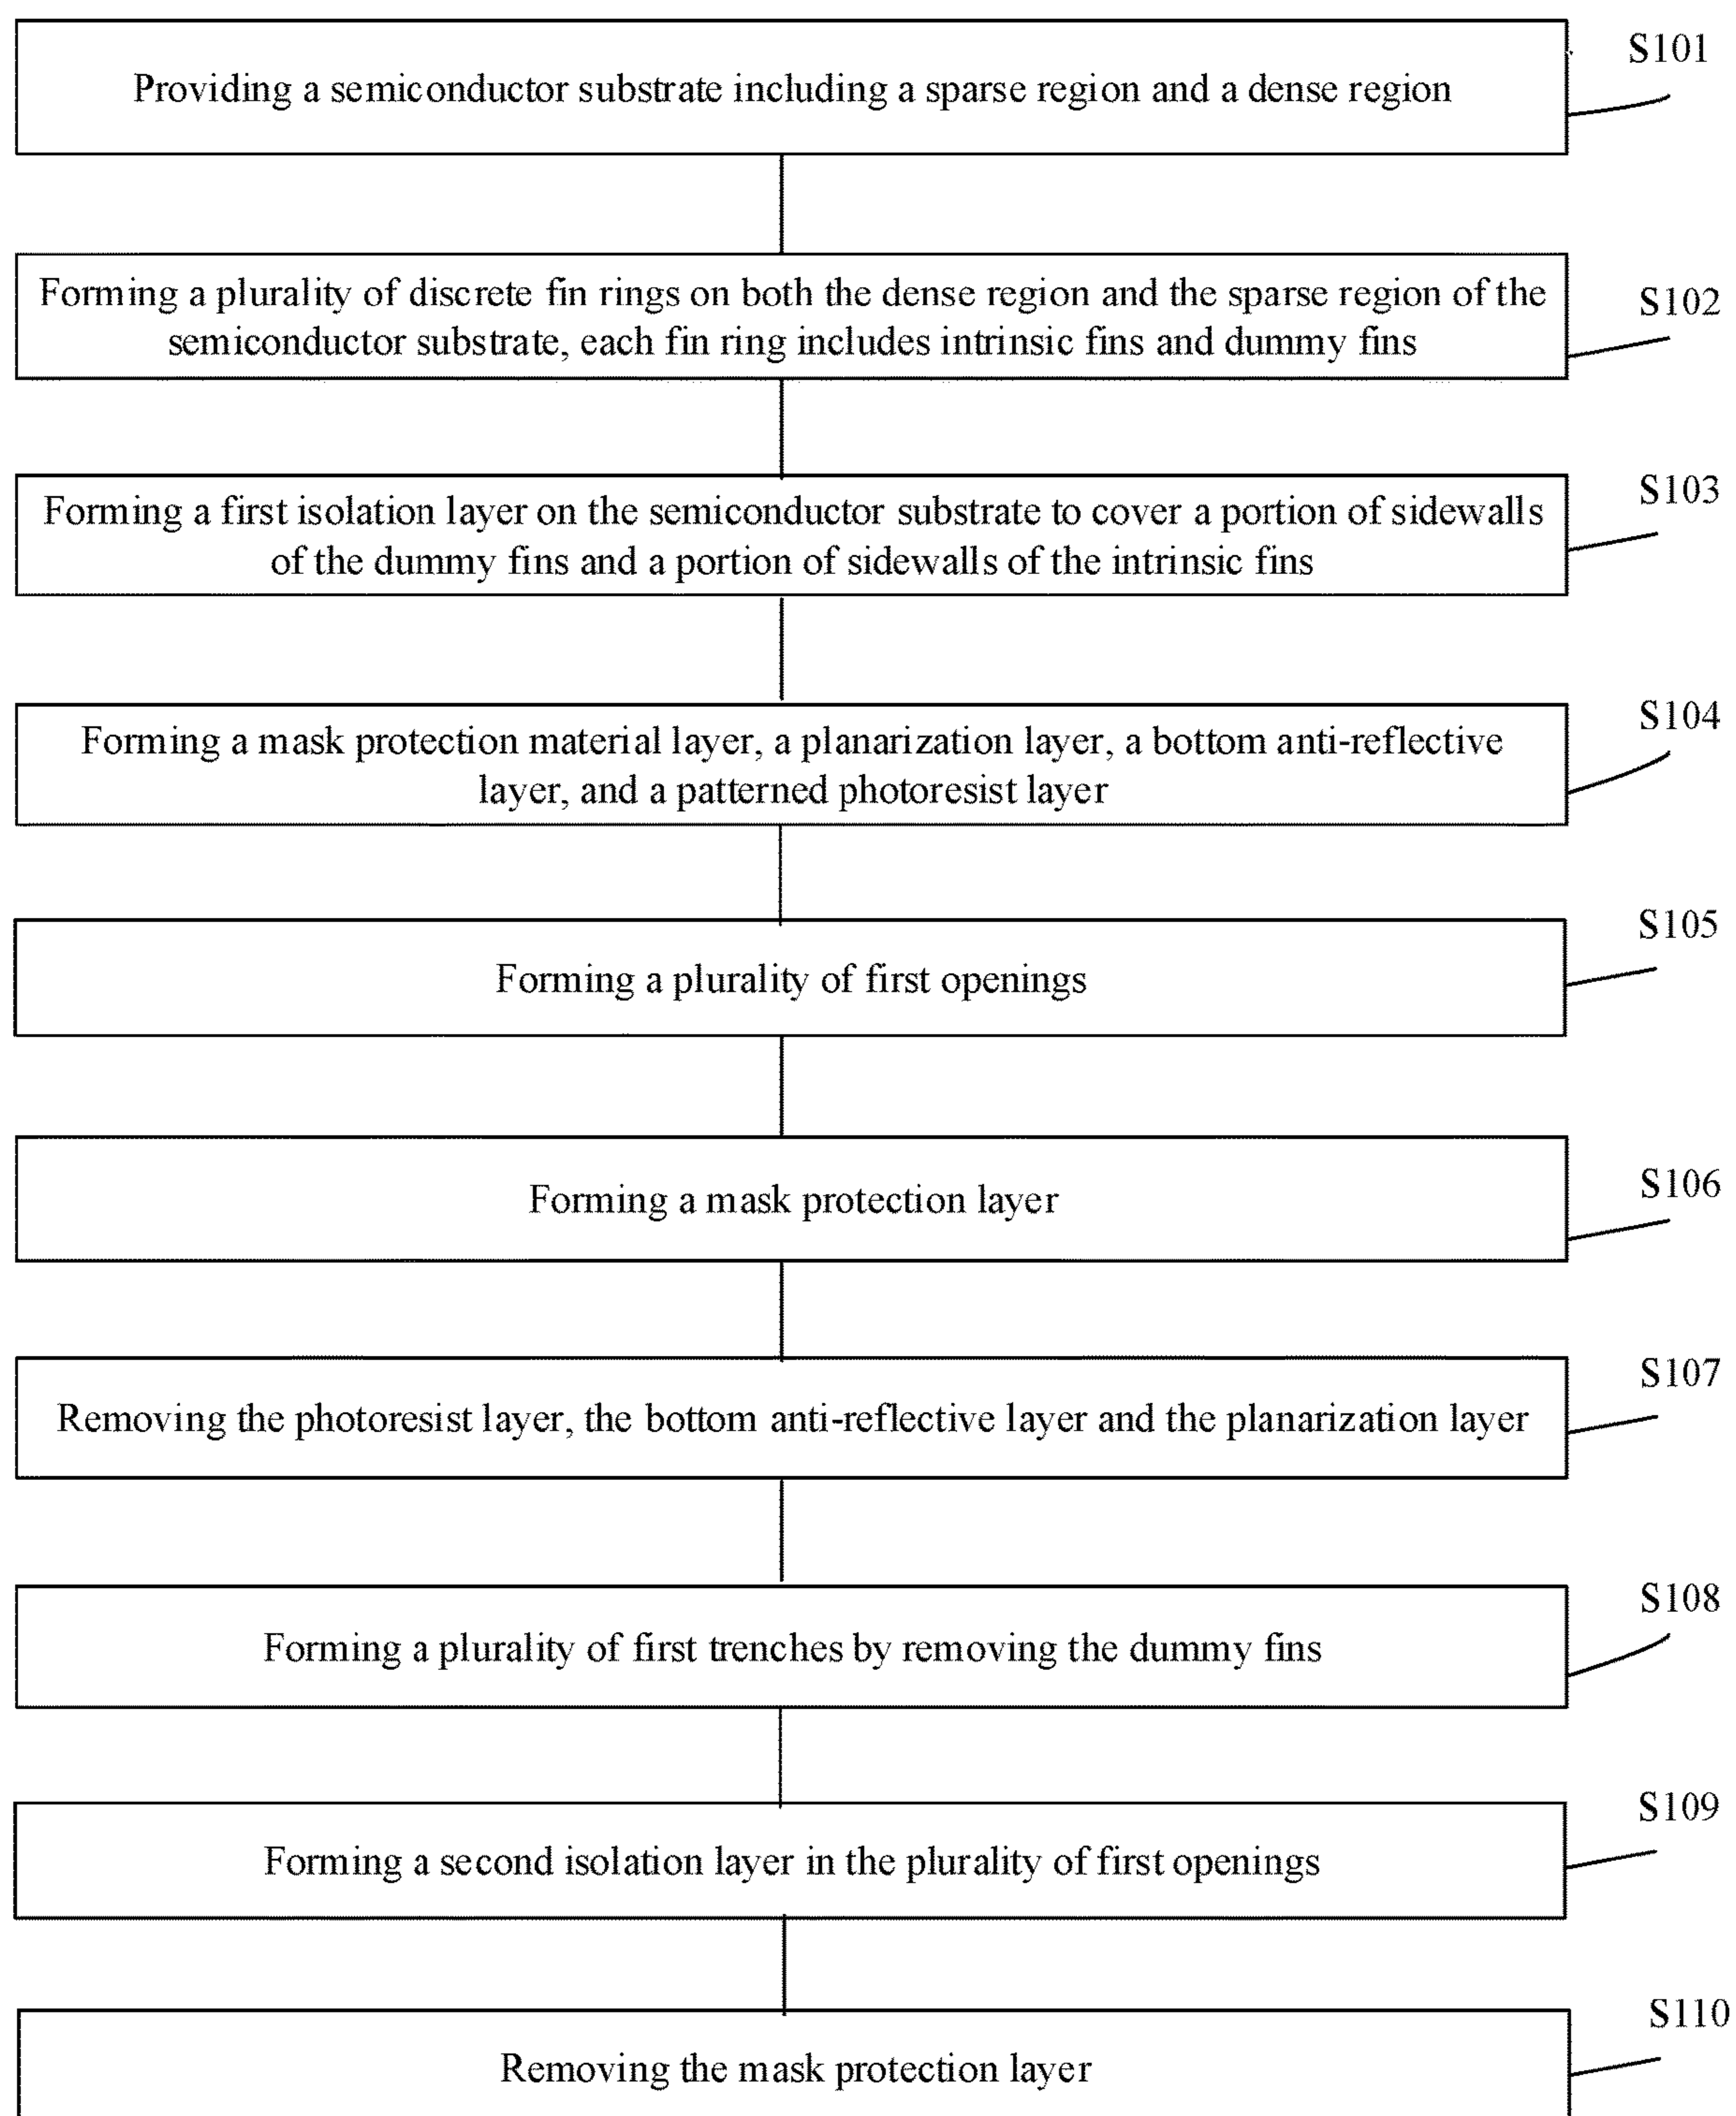 S101
Providing a semiconductor substrate including a sparse region and a dense region
Forming a plurality of discrete fin rings on both the dense region and the sparse region of the
S102
semiconductor substrate, each fin ring includes intrinsic fins and dummy fins
S103
Forming a first isolation layer on the semiconductor substrate to cover a portion of sidewalls
of the dummy fins and a portion of sidewalls of the intrinsic fins
S104
Forming a mask protection material layer, a planarization layer, a bottom anti-reflective
layer, and a patterned photoresist layer
S105
Forming a plurality of first openings
S106
Forming a mask protection layer
S107
Removing the photoresist layer, the bottom anti-reflective layer and the planarization layer
S108
Forming a plurality of first trenches by removing the dummy fins
S109
Forming a second isolation layer in the plurality of first openings
S110
Removing the mask protection layer